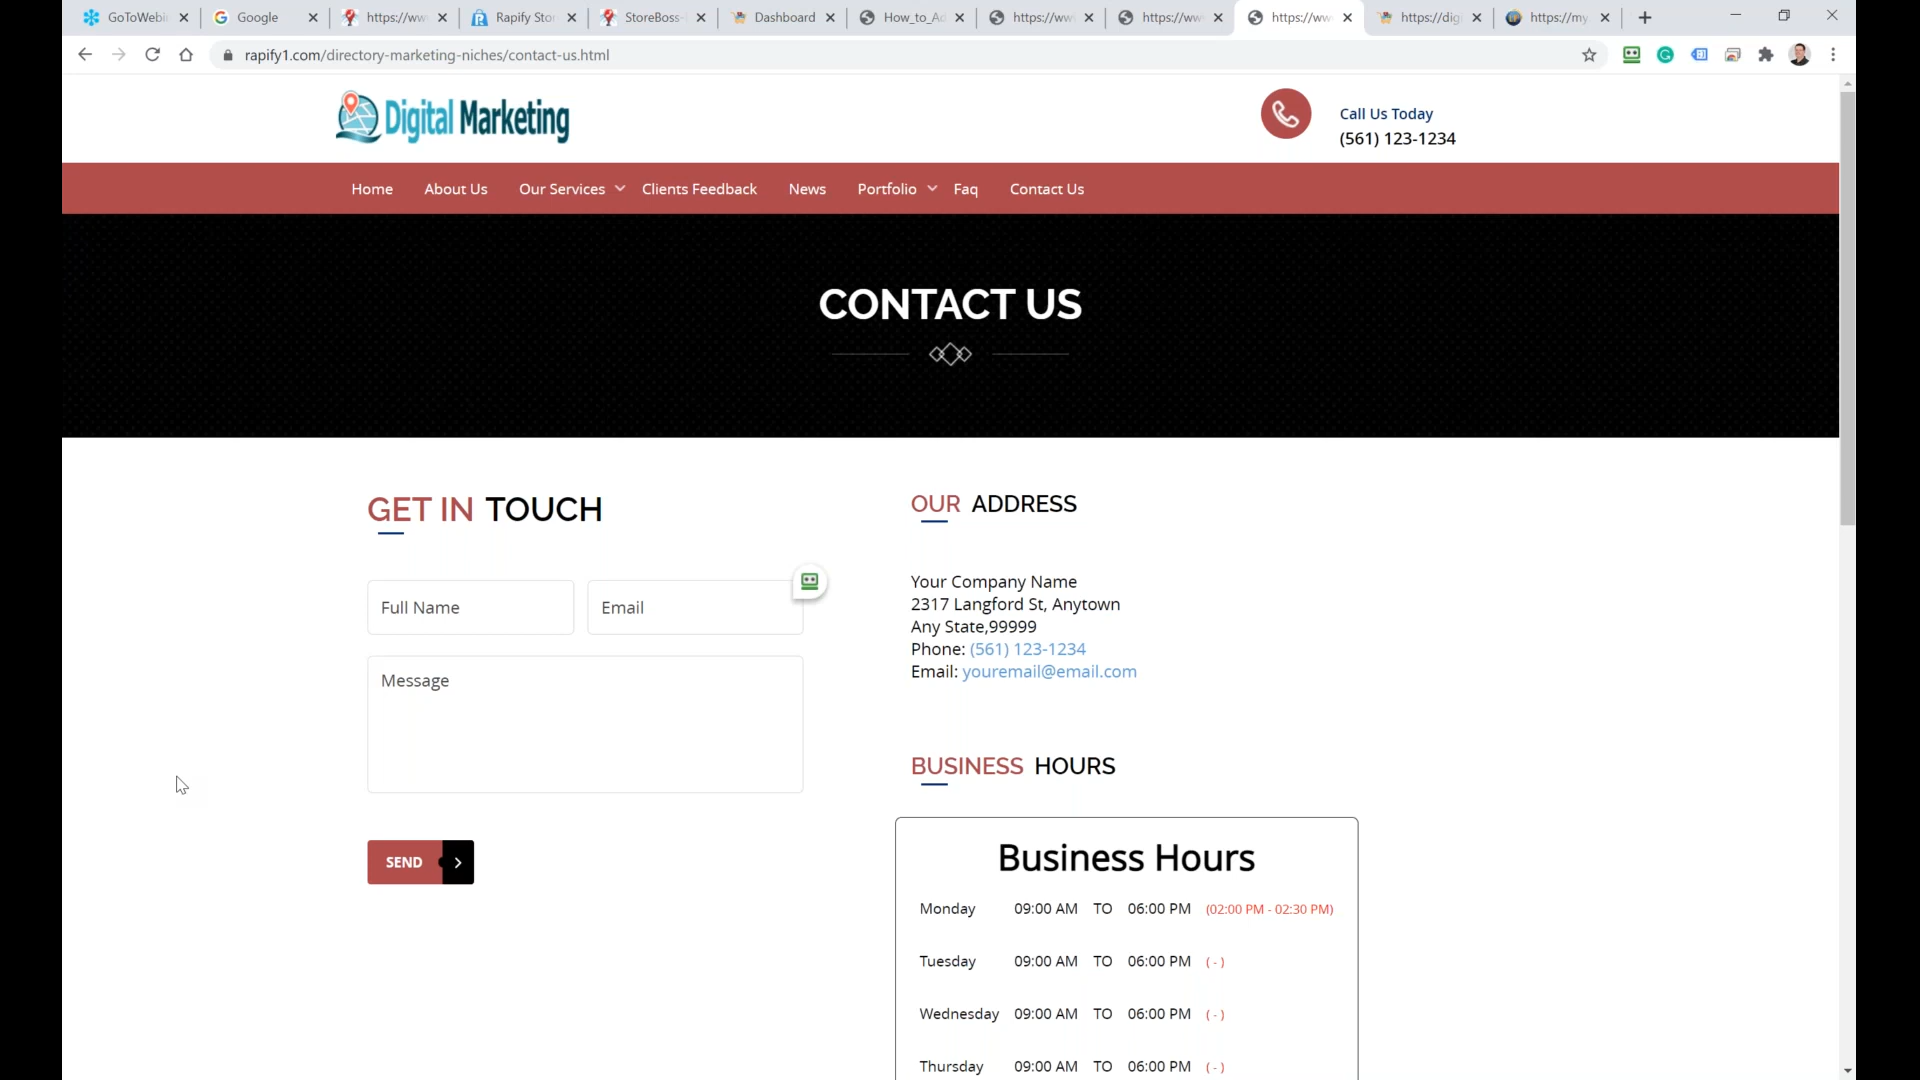 GoToWebi
Google
https://ww
Rapify Sto
StoreBoss-
Dashboard
How_to_A
https://ww
https://ww
https://ww
https://dig
https://my
rapify1.com/directory-marketing-niches/contact-us.html
Digital Marketing
Call Us Today
(561) 123-1234
Home
About Us
Our Services
Clients Feedback
News
Portfolio
Faq
Contact Us
CONTACT US
GET IN TOUCH
Full Name
Email
Message
SEND
OUR ADDRESS
Your Company Name
2317 Langford St, Anytown
Any State,99999
Phone: (561) 123-1234
Email: youremail@email.com
BUSINESS HOURS
Business Hours
Monday 09:00 AM TO 06:00 PM (02:00 PM - 02:30 PM)
Tuesday 09:00 AM TO 06:00 PM ( - )
Wednesday 09:00 AM TO 06:00 PM ( - )
Thursday 09:00 AM TO 06:00 PM ( - )